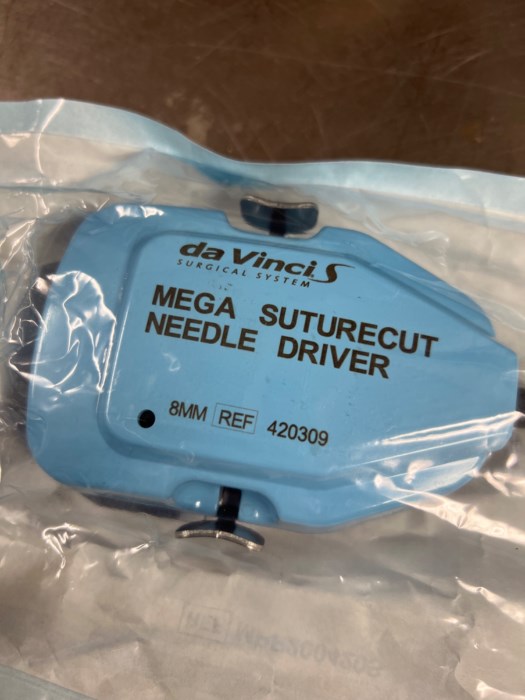 da Vinci. S
SURGICAL SYSTEM
MEGA SUTURECUT
NEEDLE DRIVER
8MM REF 420309